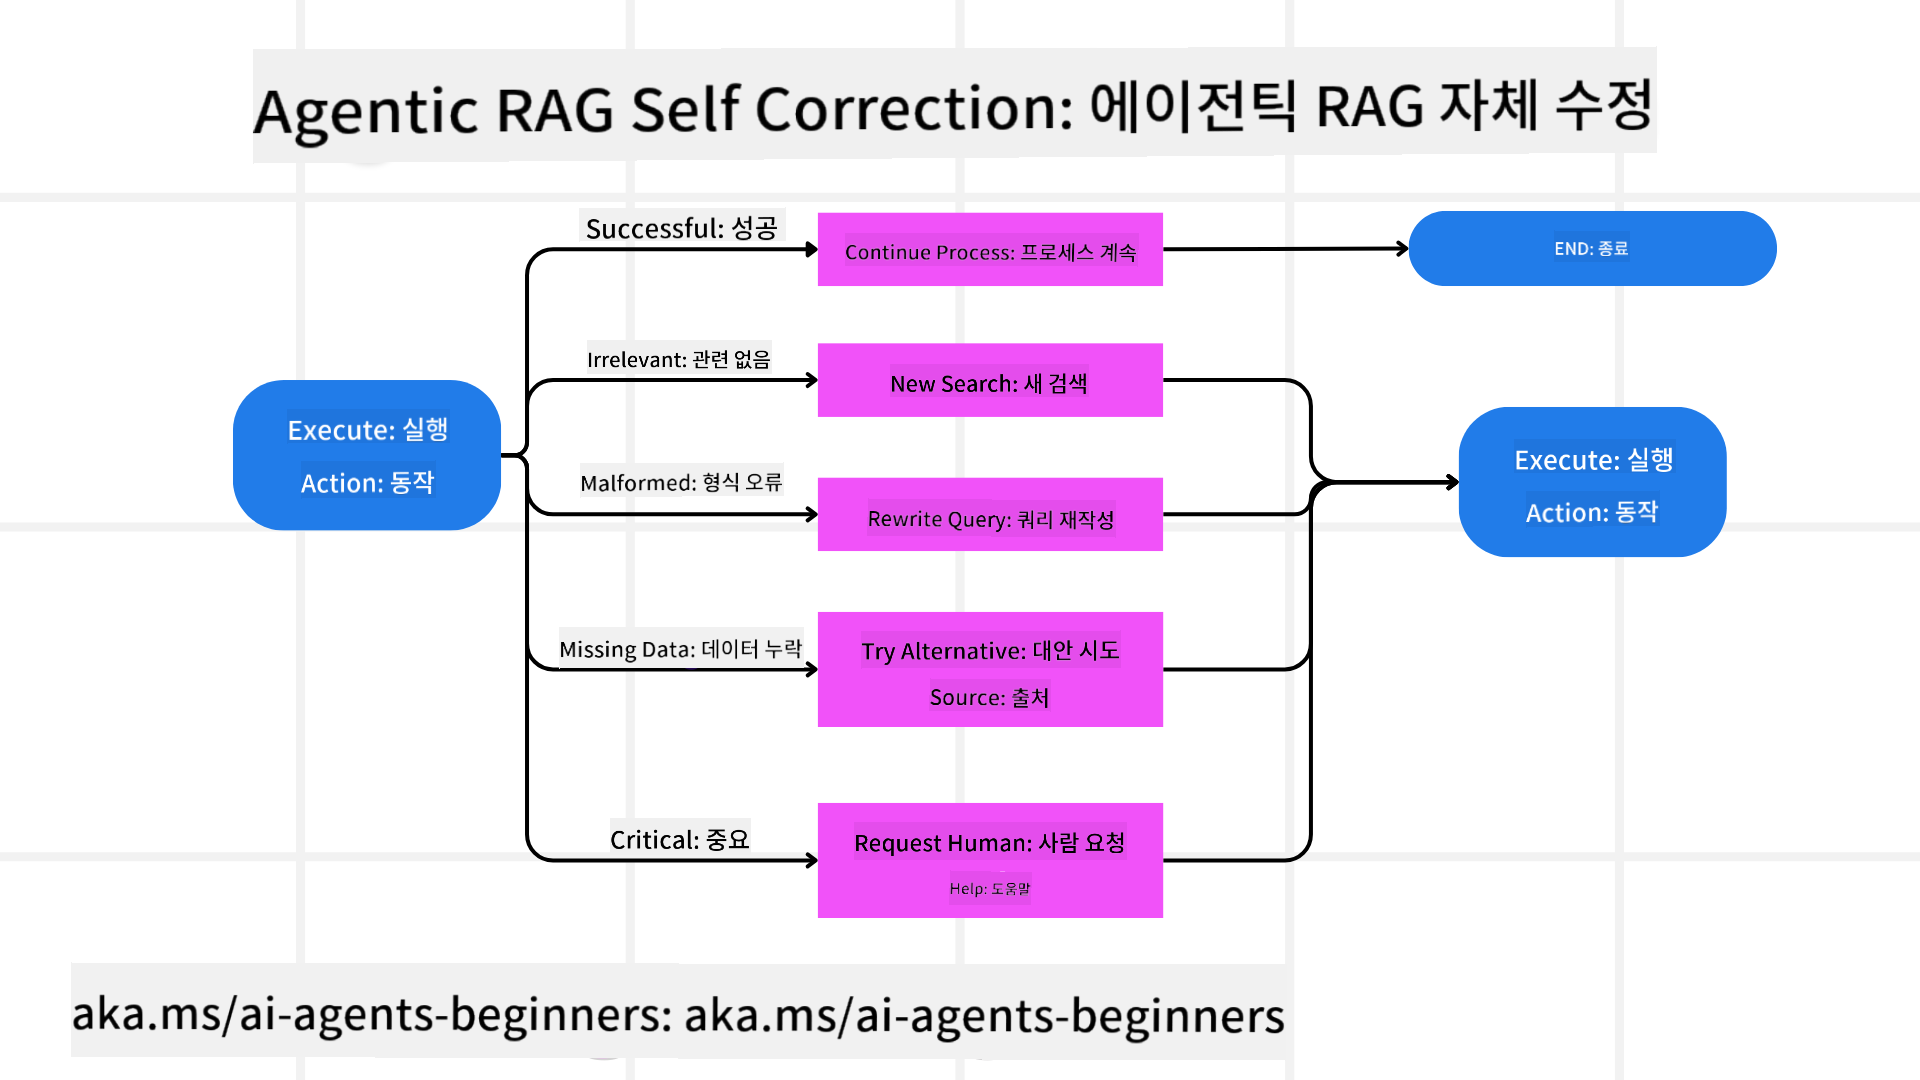 Agentic RAG Self Correction: 에이전틱 RAG 자체 수정
Successful: 성공
Continue Process: 프로세스 계속
END: 종료
Irrelevant: 관련 없음
New Search: 새 검색
Execute: 실행
Action: 동작
Malformed: 형식 오류
Rewrite Query: 쿼리 재작성
Execute: 실행
Action: 동작
Missing Data: 데이터 누락
Try Alternative: 대안 시도
Source: 출처
Critical: 중요
Request Human: 사람 요청
Help: 도움말
aka.ms/ai-agents-beginners: aka.ms/ai-agents-beginners